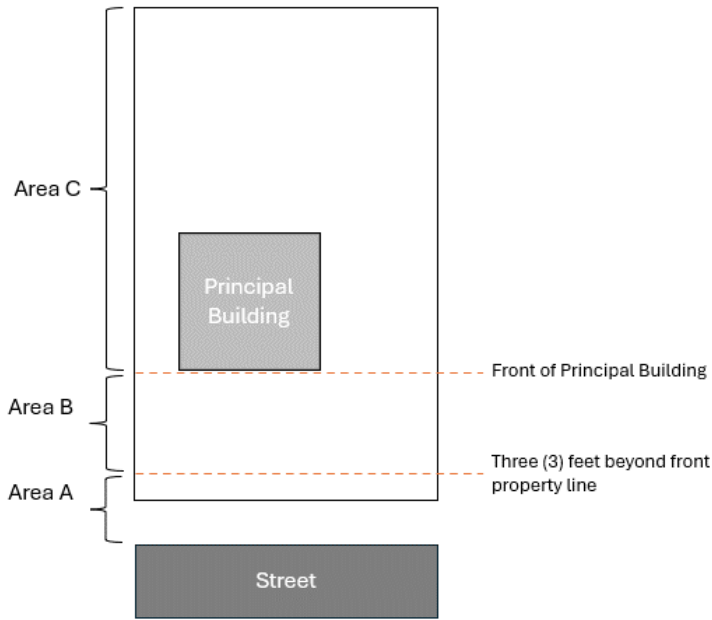 Area C
Principal
Building
Front of Principal Building
Area B
Three (3) feet beyond front
property line
Area A
Street